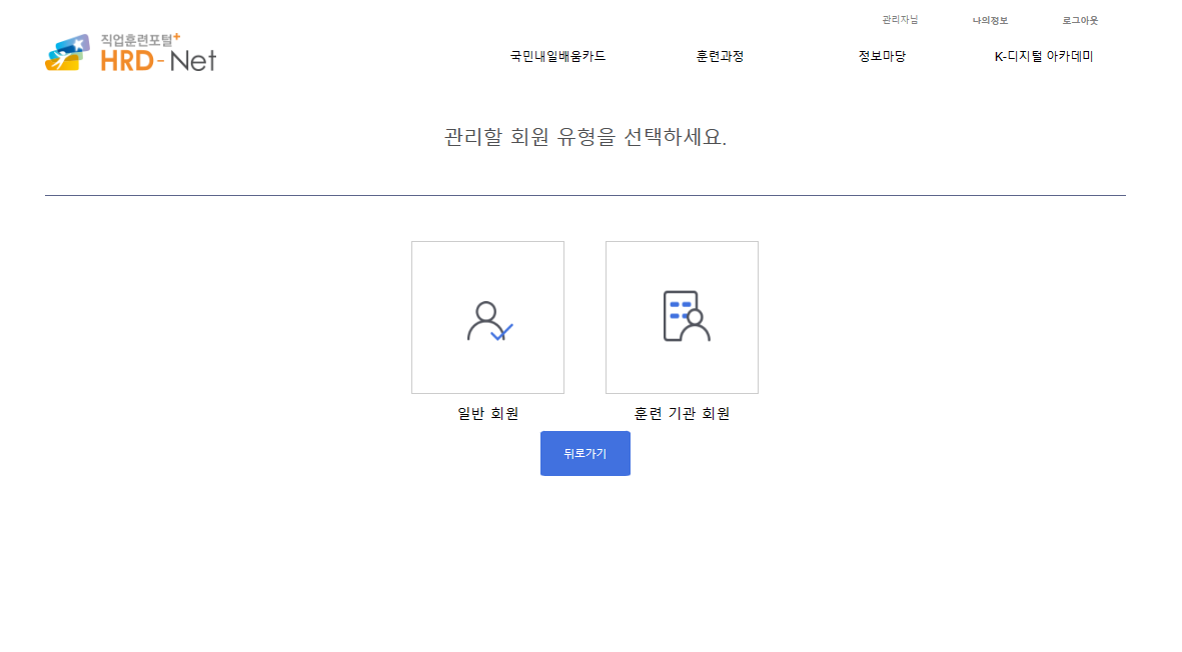 관리자님 나의정보 로그아웃
직업훈련포털+
HRD-Net
국민내일배움카드 훈련과정 정보마당 K-디지털 아카데미
관리할 회원 유형을 선택하세요.
일반 회원 훈련 기관 회원
뒤로가기